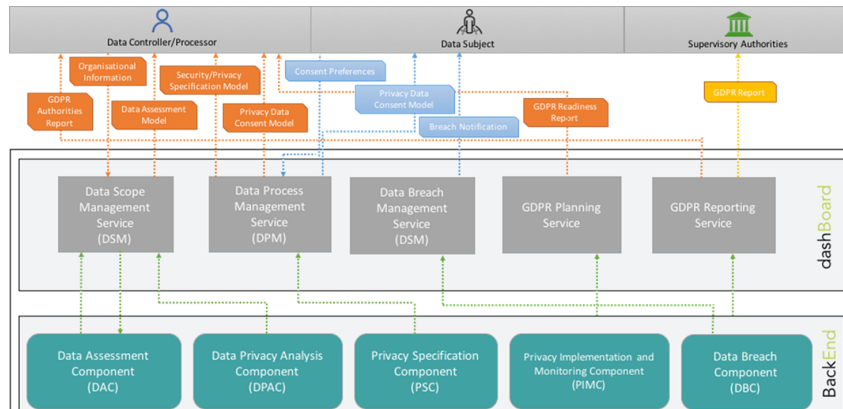 Data Controller/Processor
Data Subject
Supervisory Authorities
Organisational
Information
Security/Privacy
Specification Model
Consent Preferences
GDPR
Authorities
Report
Data Assessment
Model
Privacy Data
Consent Model
Privacy Data
Consent Model
Breach Notification
GDPR Readiness
Report
GDPR Report
Data Scope
Management
Service
(DSM)
Data Process
Management
Service
(DPM)
Data Breach
Management
Service
(DSM)
GDPR Planning
Service
GDPR Reporting
Service
dashBoard
Data Assessment
Component
(DAC)
Data Privacy Analysis
Component
(DPAC)
Privacy Specification
Component
(PSC)
Privacy Implementation and
Monitoring Component
(PIMC)
Data Breach
Component
(DBC)
BackEnd